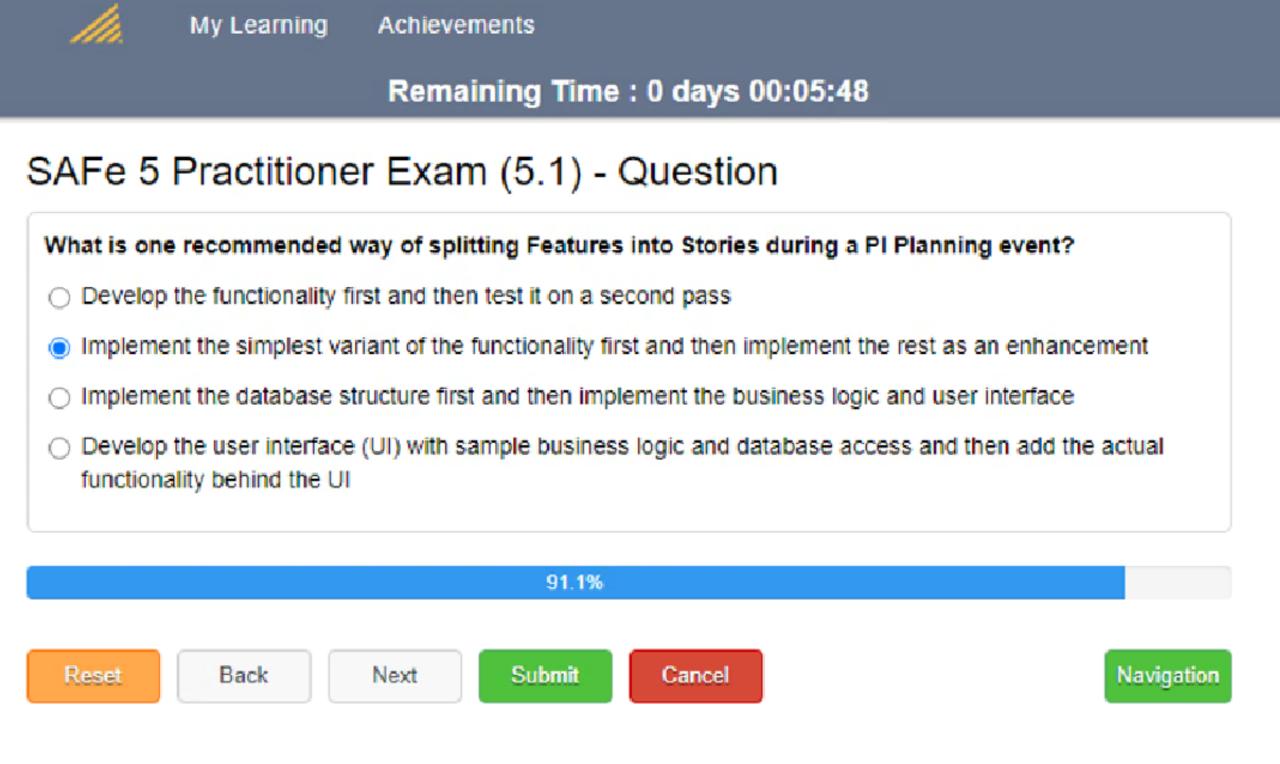 My Learning Achievements
Remaining Time : 0 days 00:05:48
SAFe 5 Practitioner Exam (5.1) - Question
What is one recommended way of splitting Features into Stories during a PI Planning event?
Develop the functionality first and then test it on a second pass
Implement the simplest variant of the functionality first and then implement the rest as an enhancement
Implement the database structure first and then implement the business logic and user interface
Develop the user interface (UI) with sample business logic and database access and then add the actual
functionality behind the UI
91.1%
Reset Back Next Submit Cancel Navigation